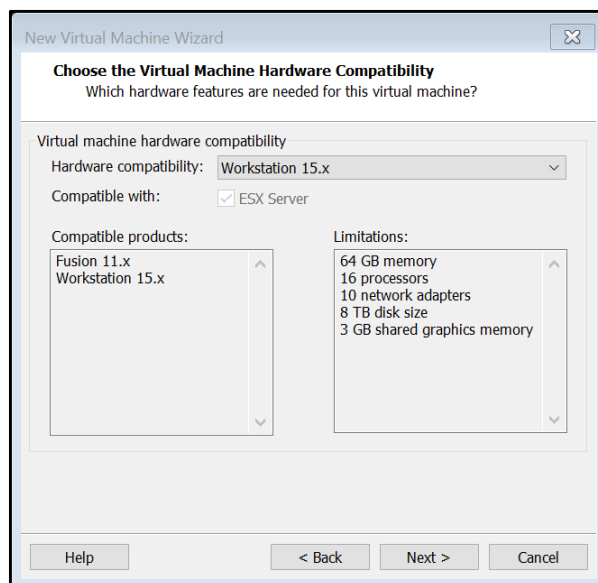 New Virtual Machine Wizard
Choose the Virtual Machine Hardware Compatibility
Which hardware features are needed for this virtual machine?
Virtual machine hardware compatibility
Hardware compatibility: Workstation 15.x
Compatible with: ESX Server
Compatible products:
Fusion 11.x
Workstation 15.x
Limitations:
64 GB memory
16 processors
10 network adapters
8 TB disk size
3 GB shared graphics memory
Help < Back Next > Cancel